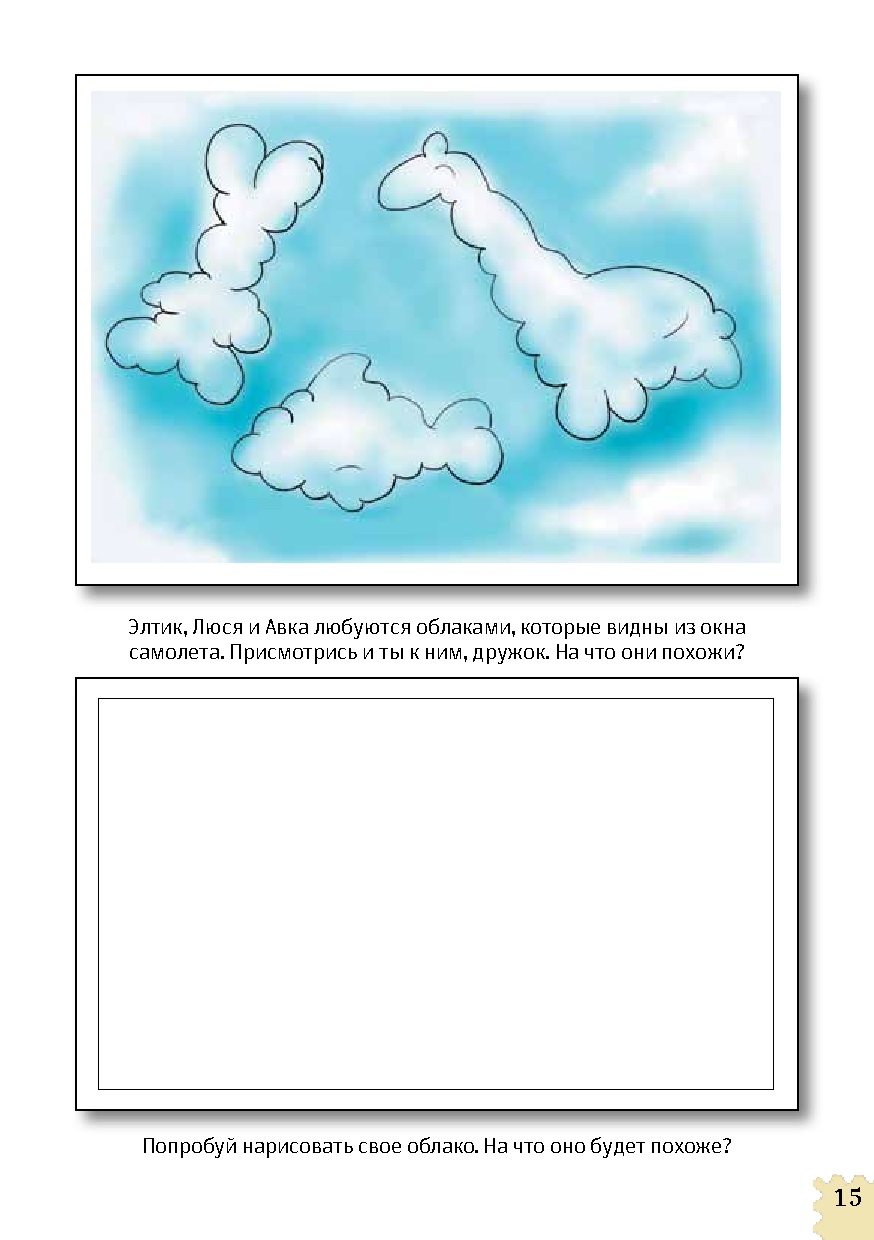 Элтик, Люся и Авка любуются облаками, которые видны из окна
самолета. Присмотрись и ты к ним, дружок. На что они похожи?
Попробуй нарисовать свое облако. На что оно будет похоже?
15